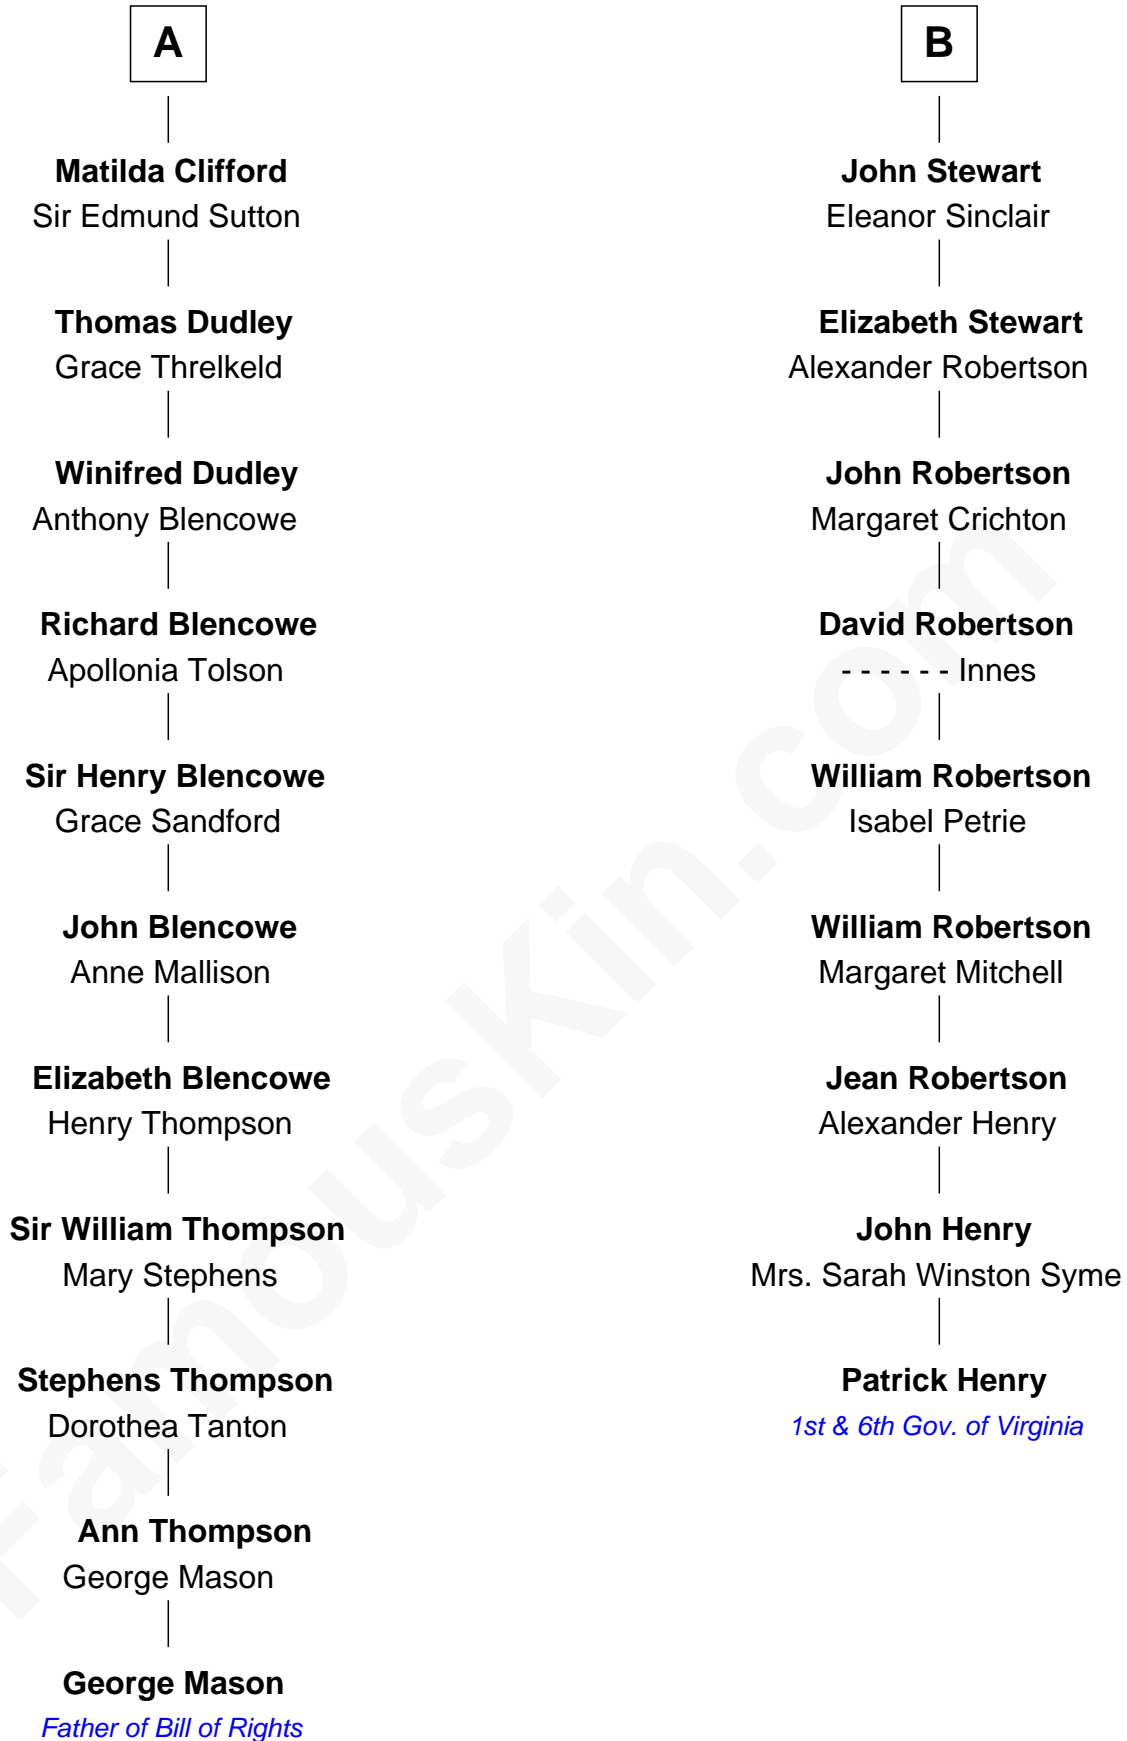 A
Matilda Clifford
Sir Edmund Sutton
Thomas Dudley
Grace Threlkeld
Winifred Dudley
Anthony Blencowe
Richard Blencowe
Apollonia Tolson
Sir Henry Blencowe
Grace Sandford
John Blencowe
Anne Mallison
Elizabeth Blencowe
Henry Thompson
Sir William Thompson
Mary Stephens
Stephens Thompson
Dorothea Tanton
Ann Thompson
George Mason
George Mason
Father of Bill of Rights
B
John Stewart
Eleanor Sinclair
Elizabeth Stewart
Alexander Robertson
John Robertson
Margaret Crichton
David Robertson
- - - - - - Innes
William Robertson
Isabel Petrie
William Robertson
Margaret Mitchell
Jean Robertson
Alexander Henry
John Henry
Mrs. Sarah Winston Syme
Patrick Henry
1st & 6th Gov. of Virginia
FamousKin.com